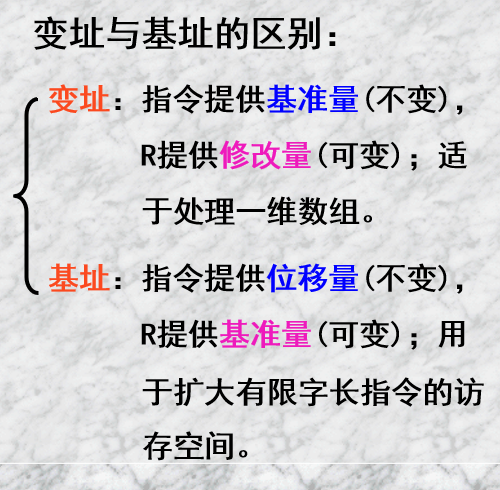 变址与基址的区别:
变址:指令提供基准量(不变),
R提供修改量(可变);适
于处理一维数组。
基址:指令提供位移量(不变),
R提供基准量(可变);用
于扩大有限字长指令的访
存空间。